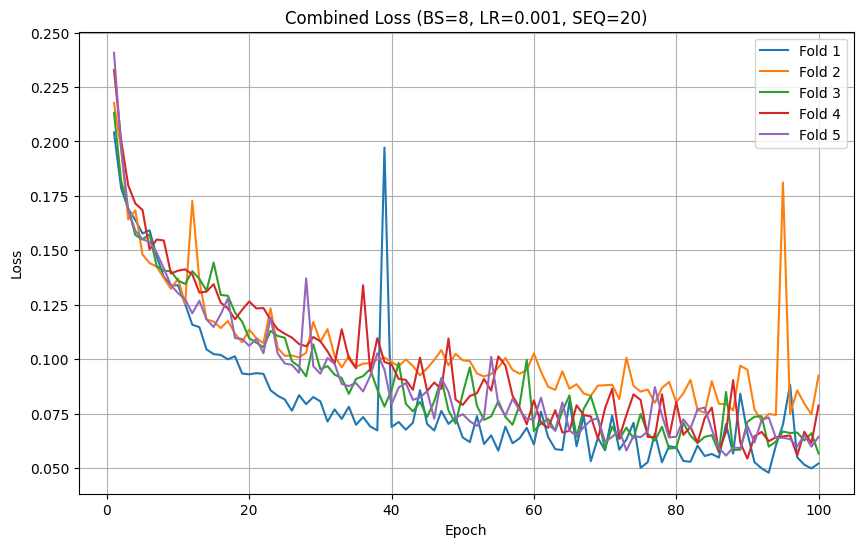 Combined Loss (BS=8, LR=0.001, SEQ=20)
0.250
0.225
0.200
0.175
0.150
0.125
0.100
0.075
0.050
Loss
Fold 1
Fold 2
Fold 3
Fold 4
Fold 5
0 20 40 60 80 100
Epoch